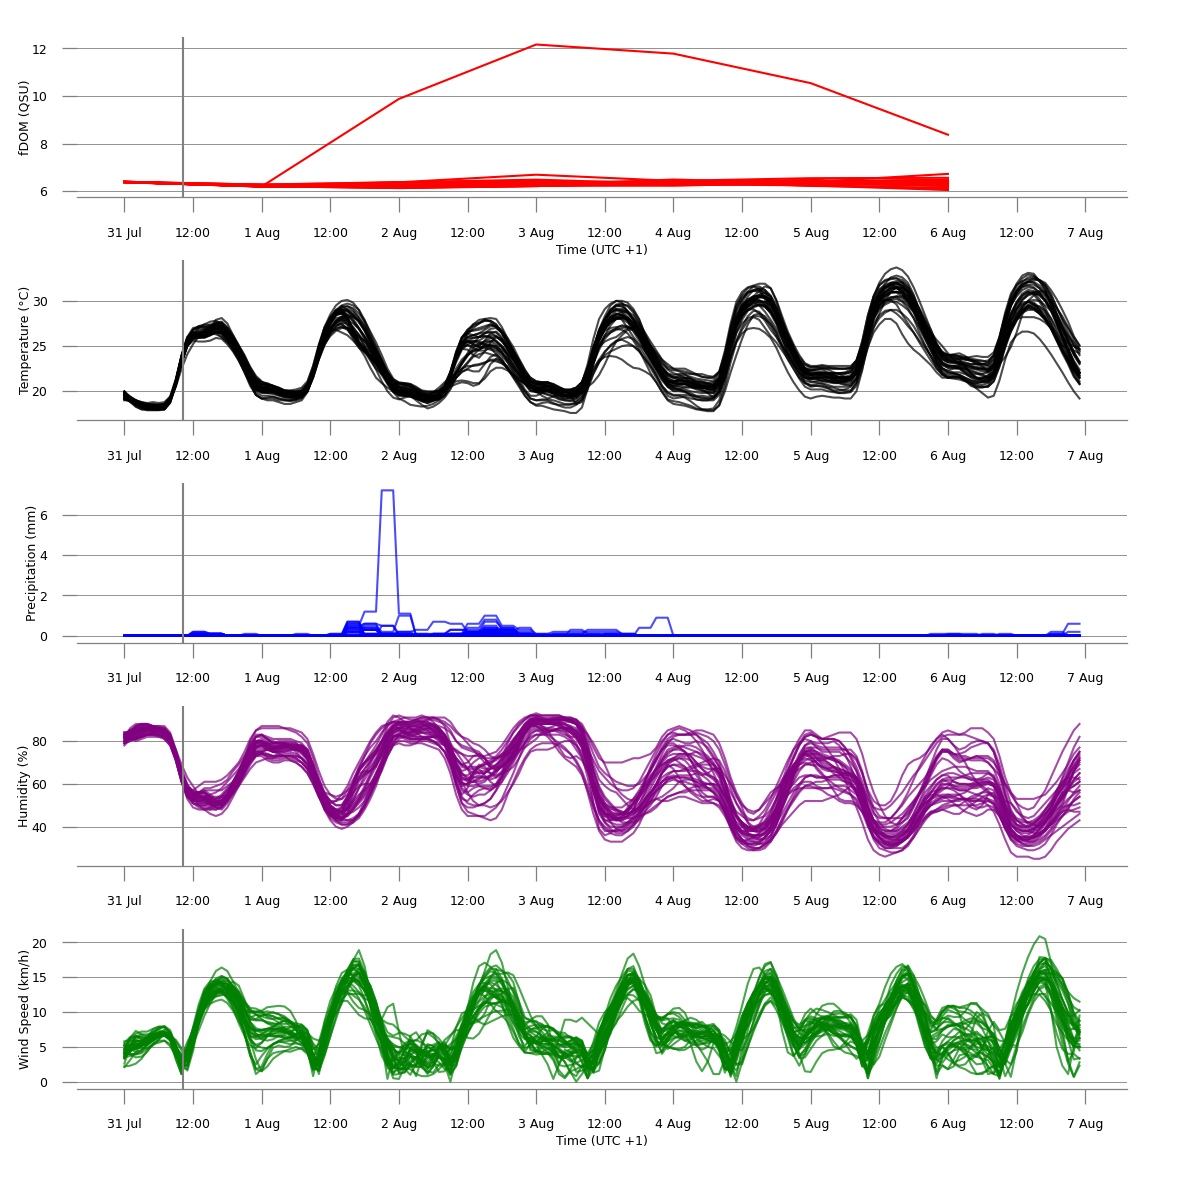 fDOM (QSU)
12
10
8
6
31 Jul 12:00 1 Aug 12:00 2 Aug 12:00 3 Aug 12:00 4 Aug 12:00 5 Aug 12:00 6 Aug 12:00 7 Aug
Time (UTC +1)
Temperature (°C)
30
25
20
31 Jul 12:00 1 Aug 12:00 2 Aug 12:00 3 Aug 12:00 4 Aug 12:00 5 Aug 12:00 6 Aug 12:00 7 Aug
Precipitation (mm)
6
4
2
0
31 Jul 12:00 1 Aug 12:00 2 Aug 12:00 3 Aug 12:00 4 Aug 12:00 5 Aug 12:00 6 Aug 12:00 7 Aug
Humidity (%)
80
60
40
31 Jul 12:00 1 Aug 12:00 2 Aug 12:00 3 Aug 12:00 4 Aug 12:00 5 Aug 12:00 6 Aug 12:00 7 Aug
Wind Speed (km/h)
20
15
10
5
0
31 Jul 12:00 1 Aug 12:00 2 Aug 12:00 3 Aug 12:00 4 Aug 12:00 5 Aug 12:00 6 Aug 12:00 7 Aug
Time (UTC +1)